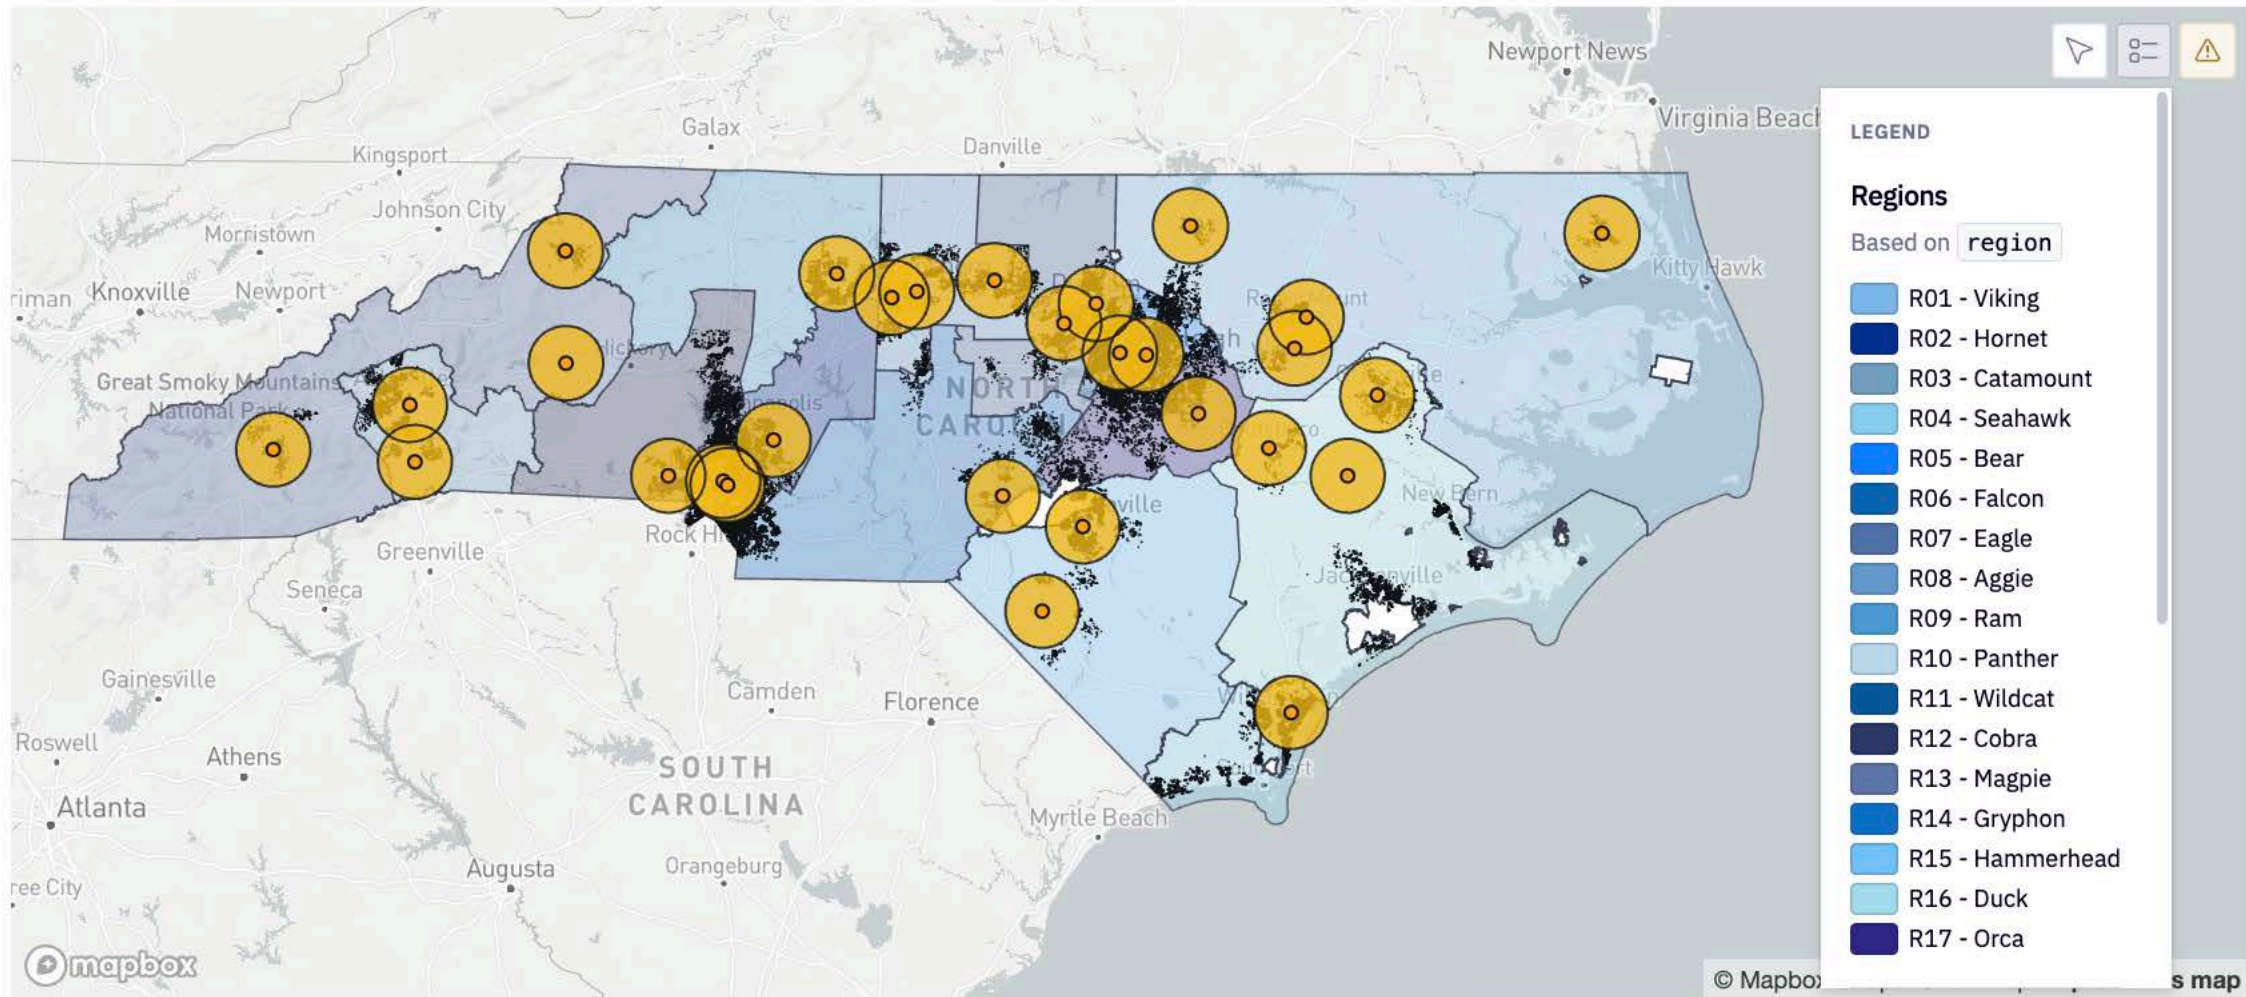 Newport News
Virginia Beach
Galax
Danville
Kingsport
Johnson City
Morristown
Kitty Hawk
Knoxville
Newport
Great Smoky Mountains
National Park
NORTH
New Bern
Greenville
Seneca
Gainesville
Camden
Florence
Roswell
Athens
SOUTH
CAROLINA
Atlanta
Myrtle Beach
Augusta
Orangeburg
mapbox
LEGEND
Regions
Based on region
R01 - Viking
R02 - Hornet
R03 - Catamount
R04 - Seahawk
R05 - Bear
R06 - Falcon
R07 - Eagle
R08 - Aggie
R09 - Ram
R10 - Panther
R11 - Wildcat
R12 - Cobra
R13 - Magpie
R14 - Gryphon
R15 - Hammerhead
R16 - Duck
R17 - Orca
© Mapbox
s map